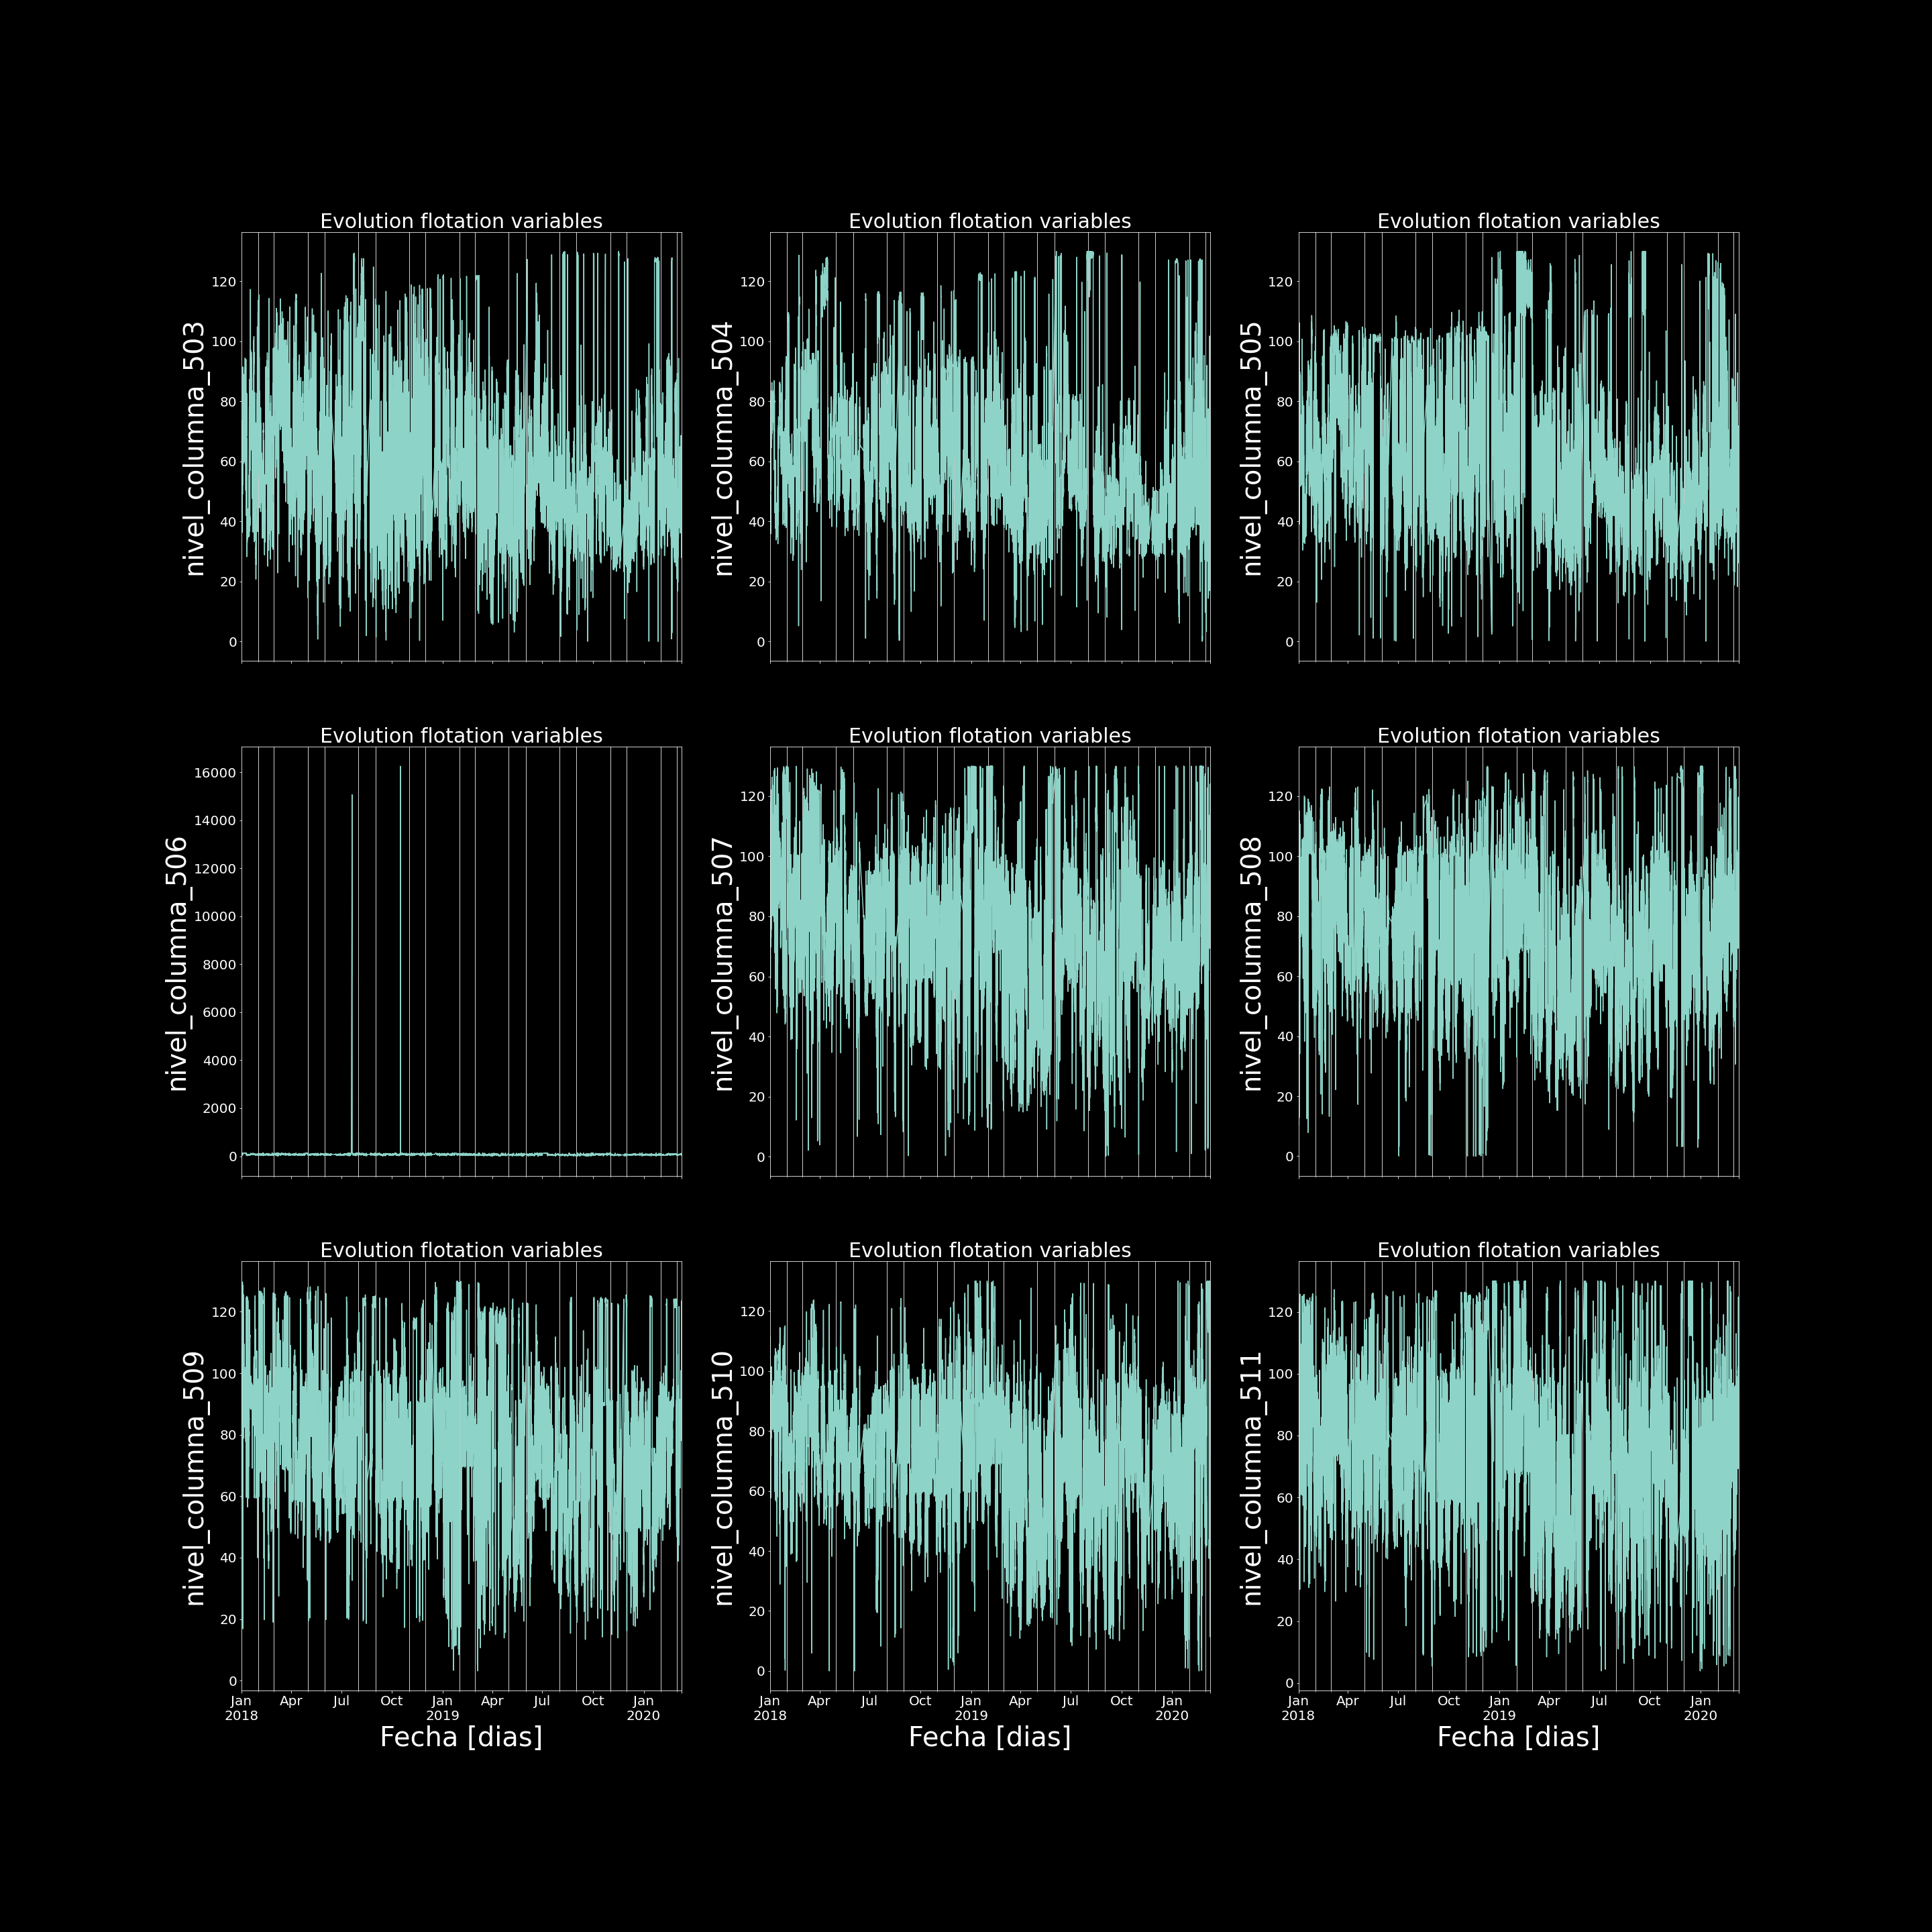 Evolution flotation variables
Evolution flotation variables
Evolution flotation variables
nivel_columna_503
120
100
80
60
40
20
0
nivel_columna_504
120
100
80
60
40
20
0
nivel_columna_505
120
100
80
60
40
20
0
Evolution flotation variables
Evolution flotation variables
Evolution flotation variables
nivel_columna_506
16000
14000
12000
10000
8000
6000
4000
2000
0
nivel_columna_507
120
100
80
60
40
20
0
nivel_columna_508
120
100
80
60
40
20
0
Evolution flotation variables
Evolution flotation variables
Evolution flotation variables
nivel_columna_509
120
100
80
60
40
20
0
nivel_columna_510
120
100
80
60
40
20
0
nivel_columna_511
120
100
80
60
40
20
0
Jan Apr Jul Oct Jan Apr Jul Oct Jan
2018 2019 2020
Fecha [dias]
Jan Apr Jul Oct Jan Apr Jul Oct Jan
2018 2019 2020
Fecha [dias]
Jan Apr Jul Oct Jan Apr Jul Oct Jan
2018 2019 2020
Fecha [dias]